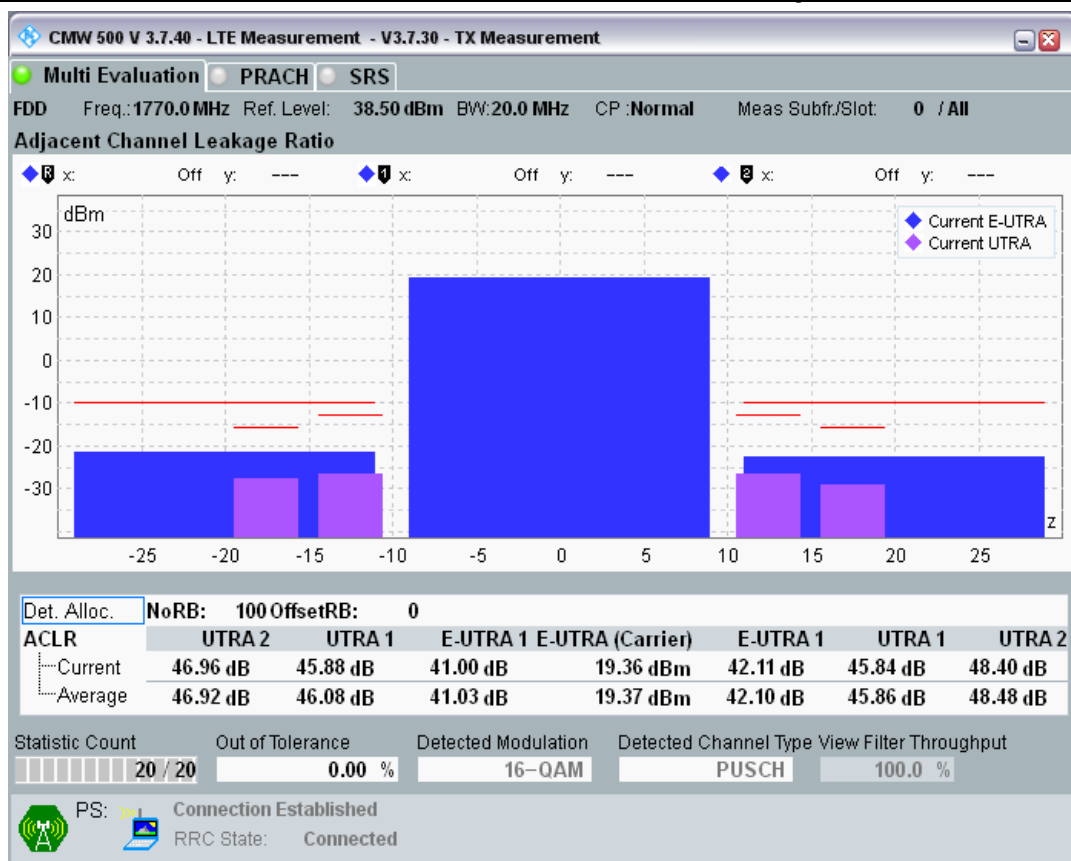 CMW 500 V 3.7.40 - LTE Measurement - V3.7.30 - TX Measurement
Multi Evaluation PRACH SRS
FDD Freq.:1770.0 MHz Ref. Level: 38.50 dBm BW:20.0 MHz CP :Normal Meas Subfr./Slot: 0 / All
Adjacent Channel Leakage Ratio
R x: Off y: --- 1 x: Off y: --- 2 x: Off y: ---
dBm
Current E-UTRA
Current UTRA
30
20
10
0
-10
-20
-30
z
-25 -20 -15 -10 -5 0 5 10 15 20 25
Det. Alloc. NoRB: 100 OffsetRB: 0
ACLR UTRA 2 UTRA 1 E-UTRA 1 E-UTRA (Carrier) E-UTRA 1 UTRA 1 UTRA 2
Current 46.96 dB 45.88 dB 41.00 dB 19.36 dBm 42.11 dB 45.84 dB 48.40 dB
Average 46.92 dB 46.08 dB 41.03 dB 19.37 dBm 42.10 dB 45.86 dB 48.48 dB
Statistic Count Out of Tolerance Detected Modulation Detected Channel Type View Filter Throughput
20 / 20 0.00 % 16-QAM PUSCH 100.0 %
PS: Connection Established
RRC State: Connected